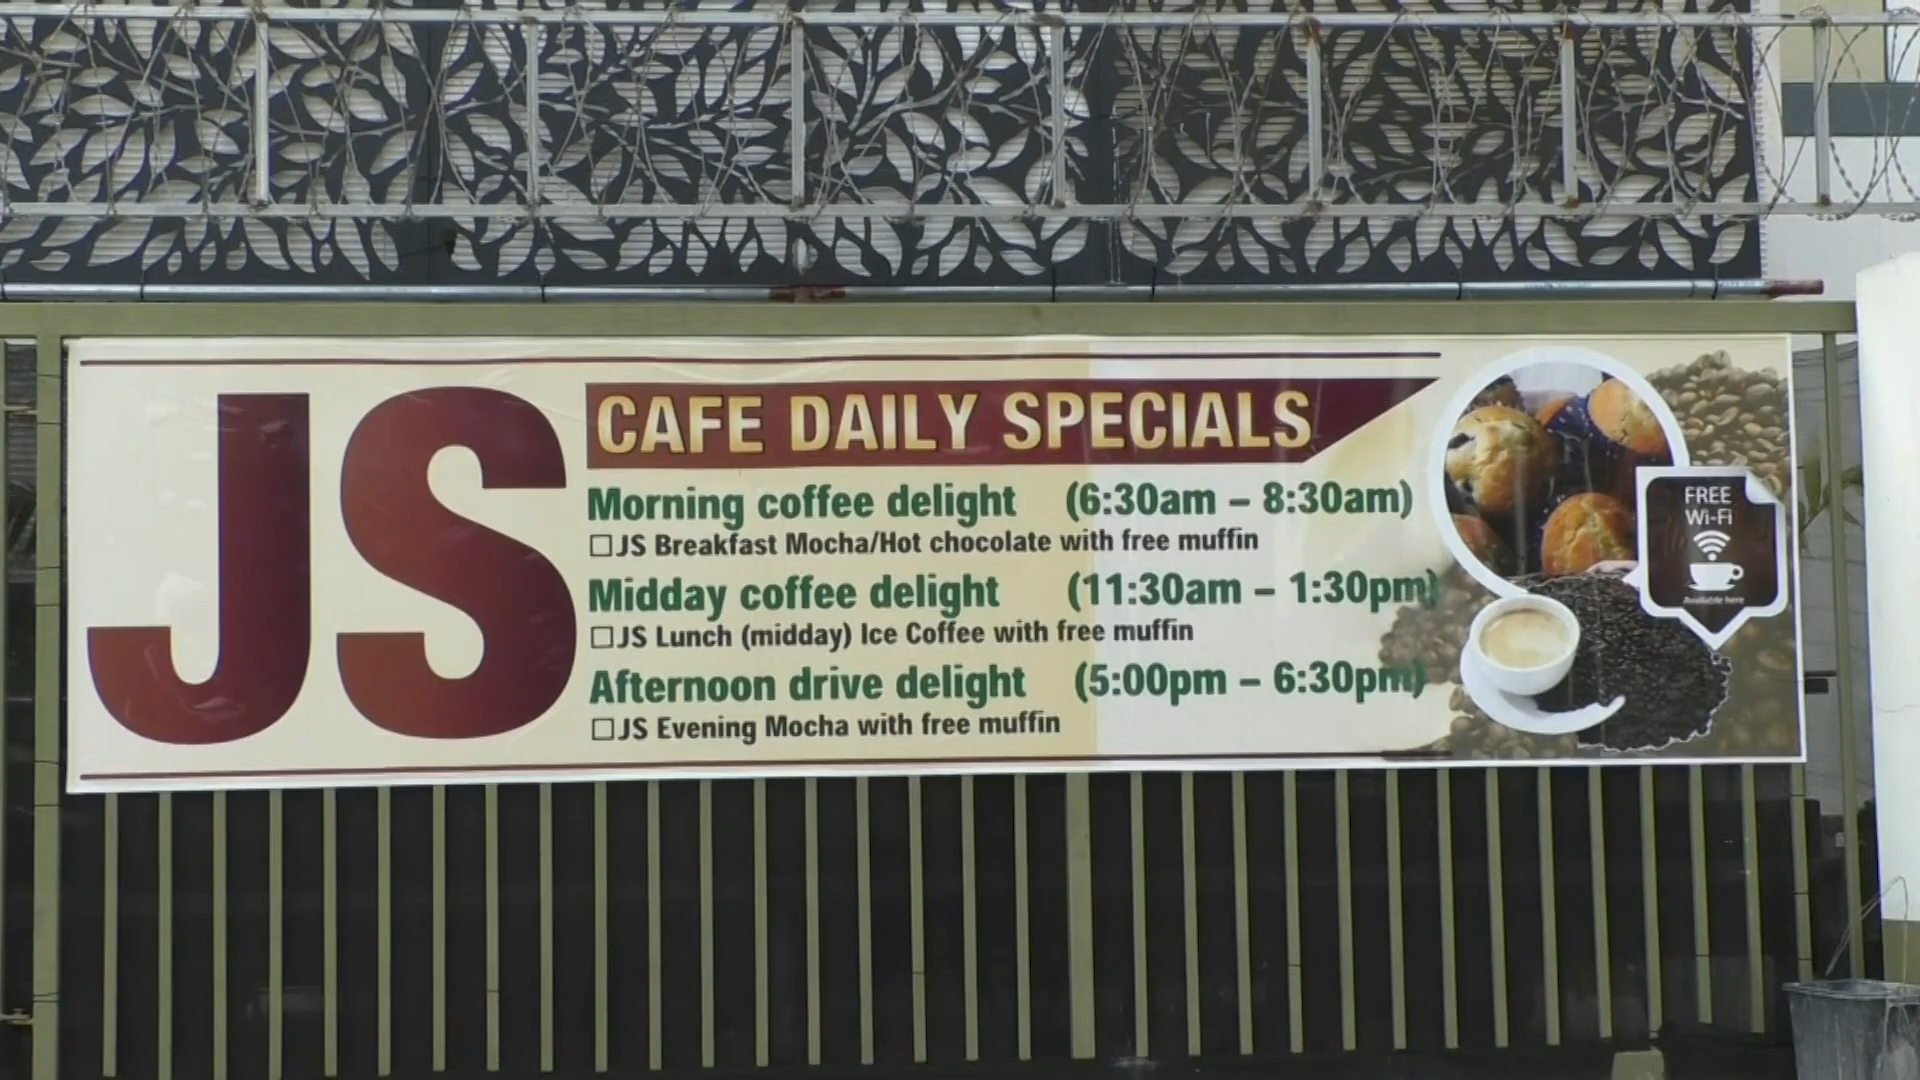 JS
CAFE DAILY SPECIALS
Morning coffee delight (6:30am – 8:30am)
☐JS Breakfast Mocha/Hot chocolate with free muffin
Midday coffee delight (11:30am – 1:30pm)
☐JS Lunch (midday) Ice Coffee with free muffin
Afternoon drive delight (5:00pm – 6:30pm)
☐JS Evening Mocha with free muffin
FREE
Wi-Fi
Available here